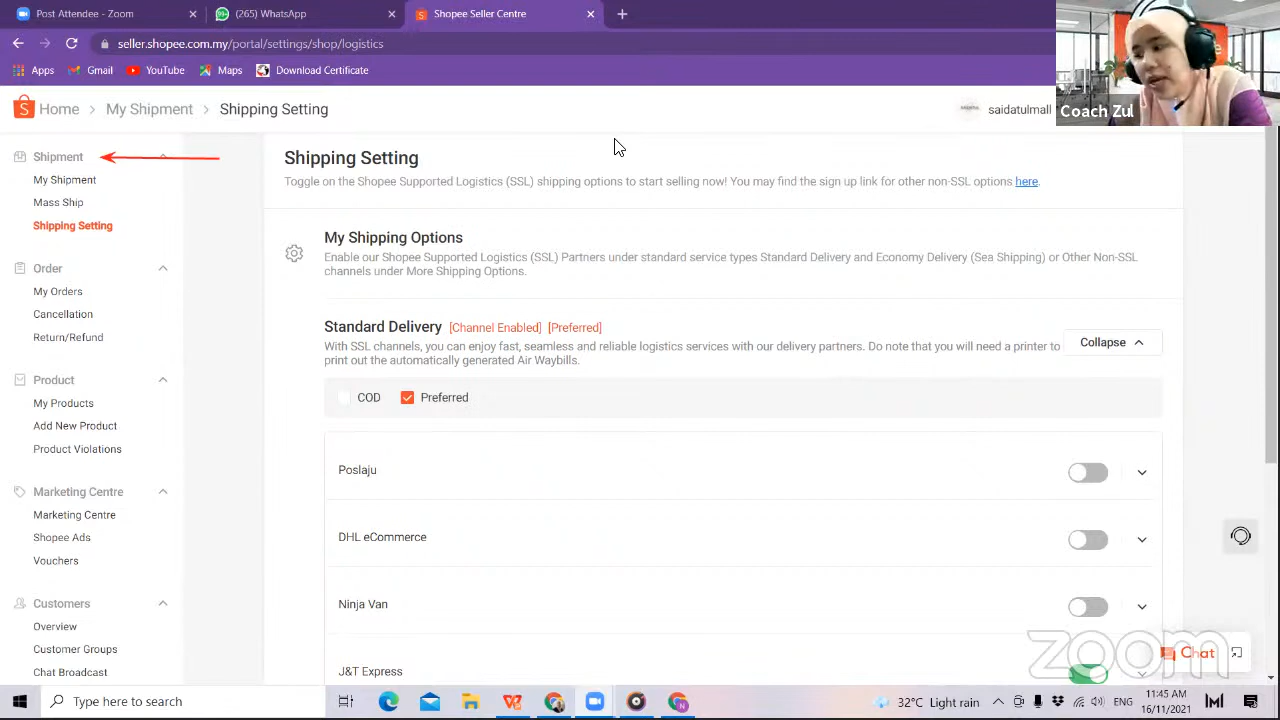 Post Attendee - Zoom
(265) WhatsApp
Shopee Seller Centre
seller.shopee.com.my/portal/settings/shop/logistics
Apps
Gmail
YouTube
Maps
Download Certificate
Coach Zul
Home > My Shipment > Shipping Setting
saidatulmall
Shipment
My Shipment
Mass Ship
Shipping Setting
Order
My Orders
Cancellation
Return/Refund
Product
My Products
Add New Product
Product Violations
Marketing Centre
Marketing Centre
Shopee Ads
Vouchers
Customers
Overview
Customer Groups
Chat Broadcast
Shipping Setting
Toggle on the Shopee Supported Logistics (SSL) shipping options to start selling now! You may find the sign up link for other non-SSL options here.
My Shipping Options
Enable our Shopee Supported Logistics (SSL) Partners under standard service types Standard Delivery and Economy Delivery (Sea Shipping) or Other Non-SSL
channels under More Shipping Options.
Standard Delivery [Channel Enabled] [Preferred]
With SSL channels, you can enjoy fast, seamless and reliable logistics services with our delivery partners. Do note that you will need a printer to
print out the automatically generated Air Waybills.
Collapse
COD
Preferred
Poslaju
DHL eCommerce
Ninja Van
J&T Express
zoom
Chat
Type here to search
32°C Light rain
ENG
11:45 AM
16/11/2021